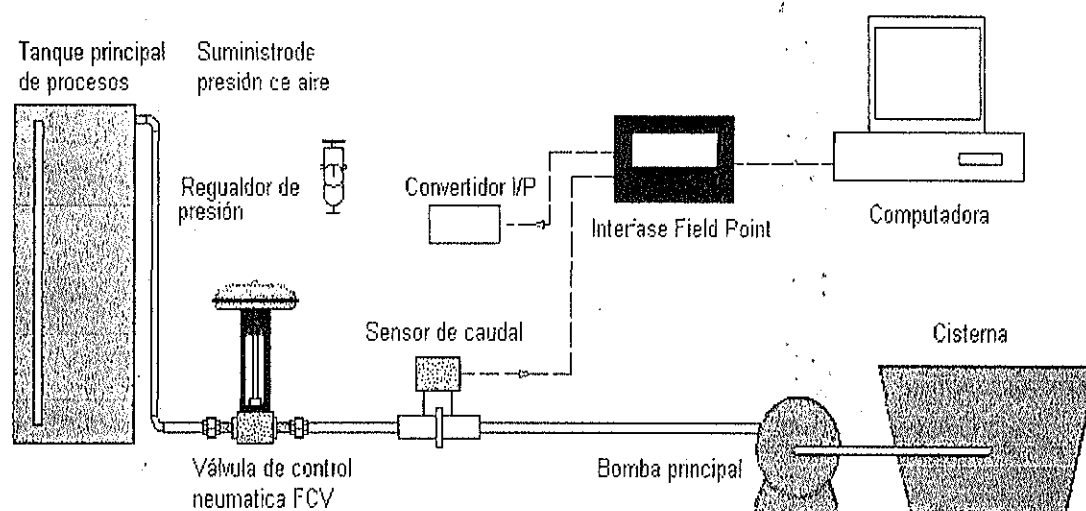 Tanque principal
de procesos
Suministrode
presión ce aire
Regualdor de
presión
Convertidor I/P
Interfase Field Point
Computadora
Sensor de caudal
Cisterna
Válvula de control
neumatica FCV
Bomba principal